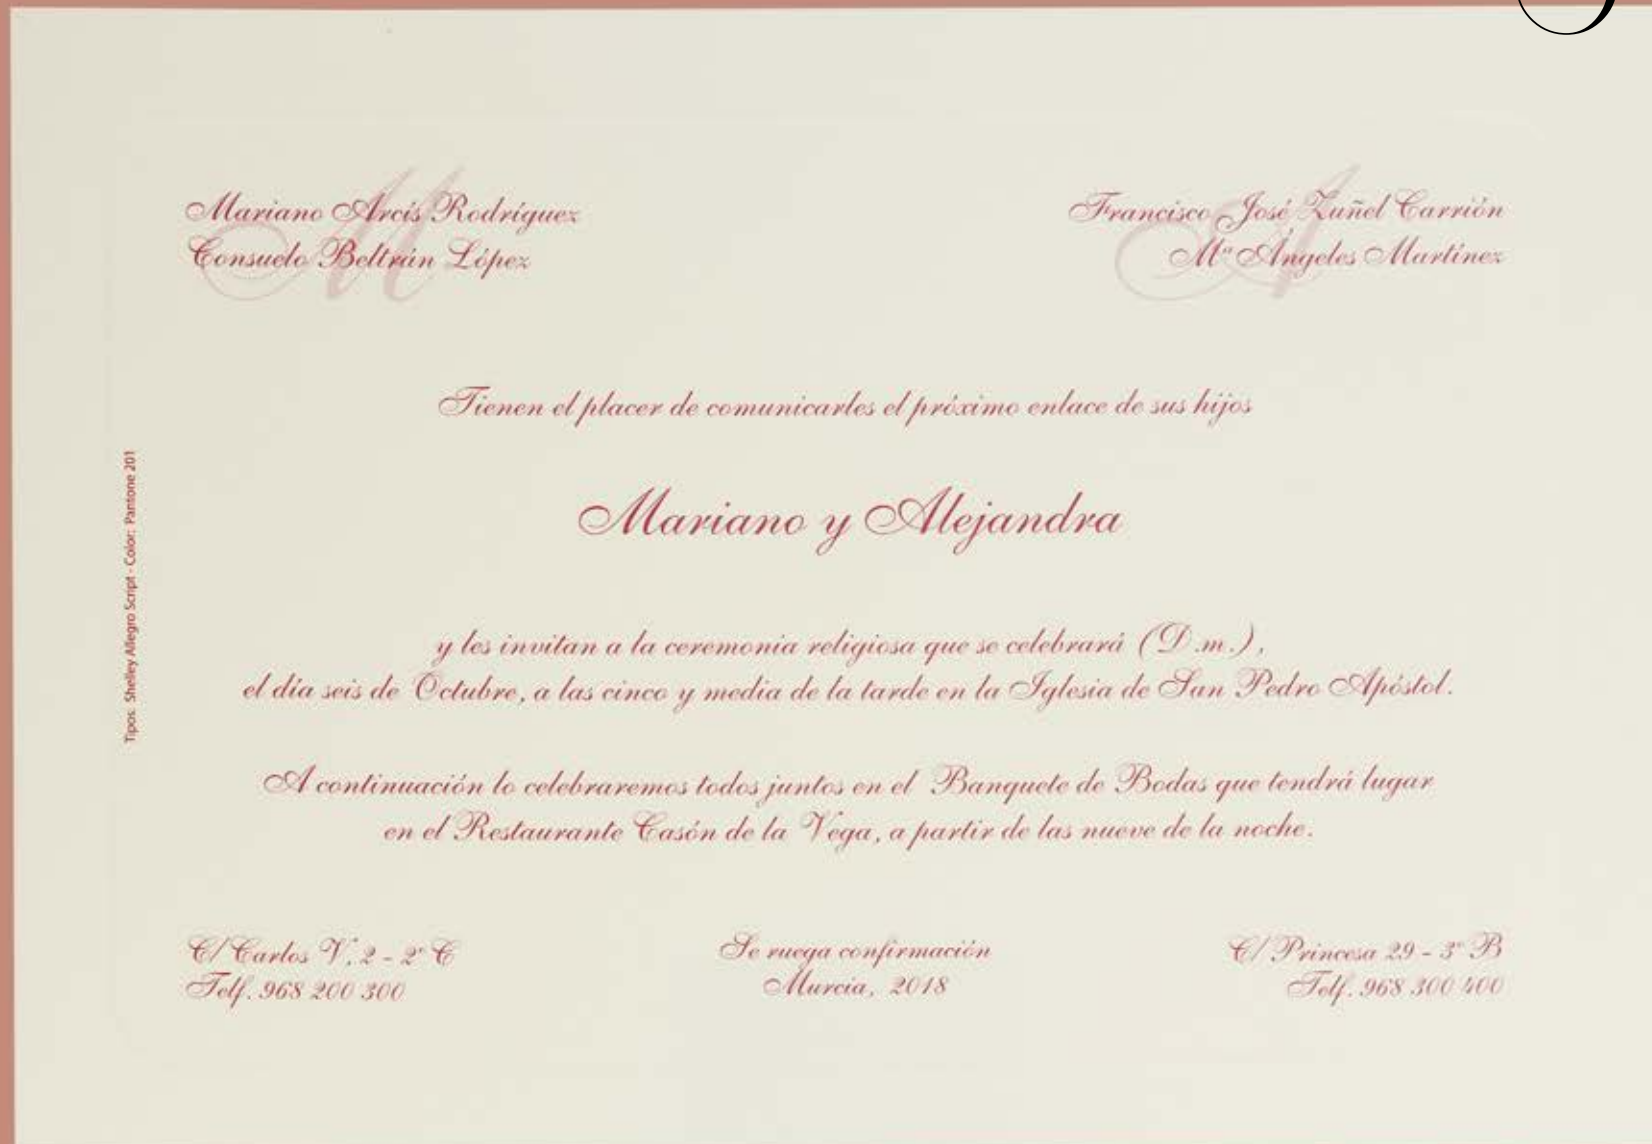 Mariano Arcís Rodríguez
Consuelo Beltrán López
Francisco José Zuñel Carrión
Mª Ángeles Martínez
Tienen el placer de comunicarles el próximo enlace de sus hijos
Mariano y Alejandra
y les invitan a la ceremonia religiosa que se celebrará (D.m.),
el día seis de Octubre, a las cinco y media de la tarde en la Iglesia de San Pedro Apóstol.
A continuación lo celebraremos todos juntos en el Banquete de Bodas que tendrá lugar
en el Restaurante Casón de la Vega, a partir de las nueve de la noche.
C/ Carlos V, 2 - 2º C
Telf. 968 200 300
Se ruega confirmación
Murcia, 2018
C/ Princesa 29 - 3º B
Telf. 968 300 400
Tipos: Shelley Allegro Script - Color: Pantone 201
M
A